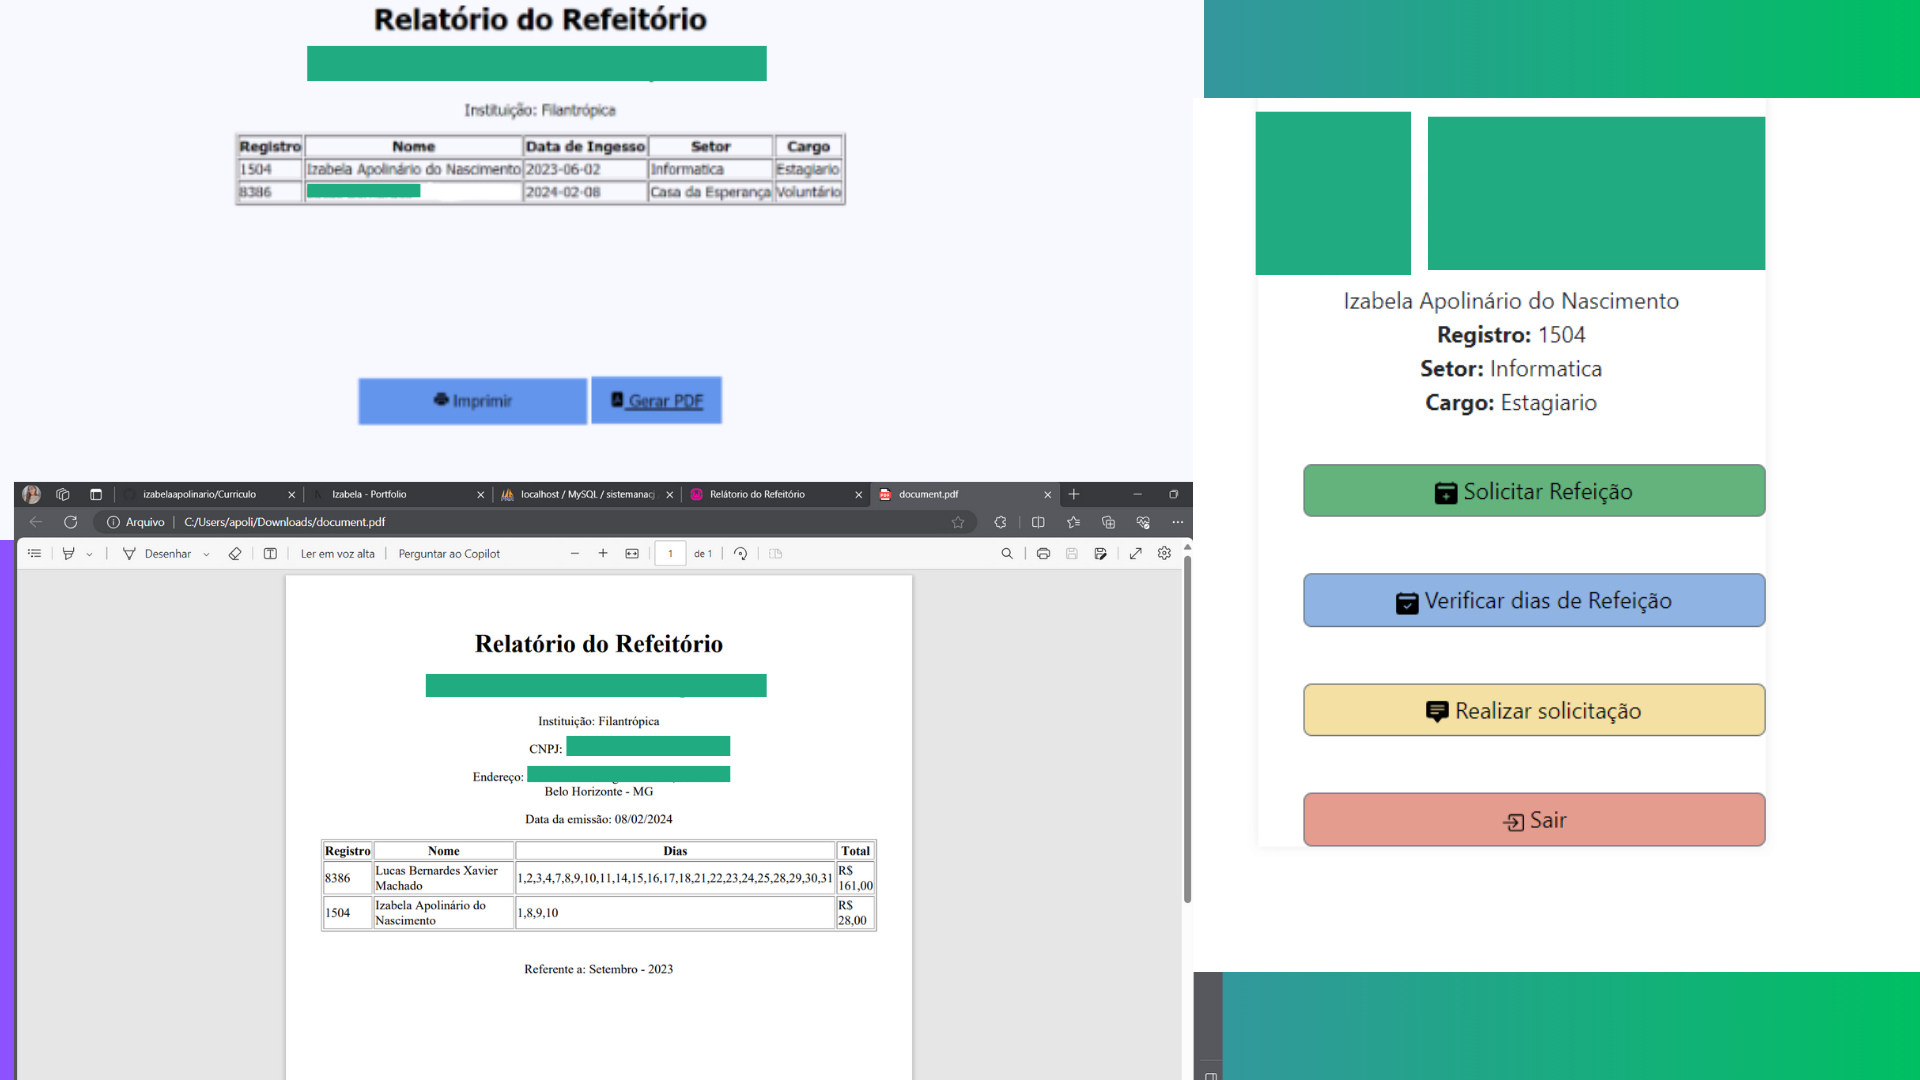 Relatório do Refeitório
Instituição: Filantrópica
Registro Nome Data de Ingesso Setor Cargo
1504 Izabela Apolinário do Nascimento 2023-06-02 Informatica Estagiario
8386 2024-02-08 Casa da Esperança Voluntário
Imprimir Gerar PDF
izabelaapolinario/Curriculo Izabela - Portfolio localhost / MySQL / sistemanacj Relátorio do Refeitório document.pdf
Arquivo C:/Users/apoli/Downloads/document.pdf
Desenhar Ler em voz alta Perguntar ao Copilot 1 de 1
Relatório do Refeitório
Instituição: Filantrópica
CNPJ:
Endereço:
Belo Horizonte - MG
Data da emissão: 08/02/2024
Registro Nome Dias Total
8386 Lucas Bernardes Xavier Machado 1,2,3,4,7,8,9,10,11,14,15,16,17,18,21,22,23,24,25,28,29,30,31 R$ 161,00
1504 Izabela Apolinário do Nascimento 1,8,9,10 R$ 28,00
Referente a: Setembro - 2023
Izabela Apolinário do Nascimento
Registro: 1504
Setor: Informatica
Cargo: Estagiario
Solicitar Refeição
Verificar dias de Refeição
Realizar solicitação
Sair